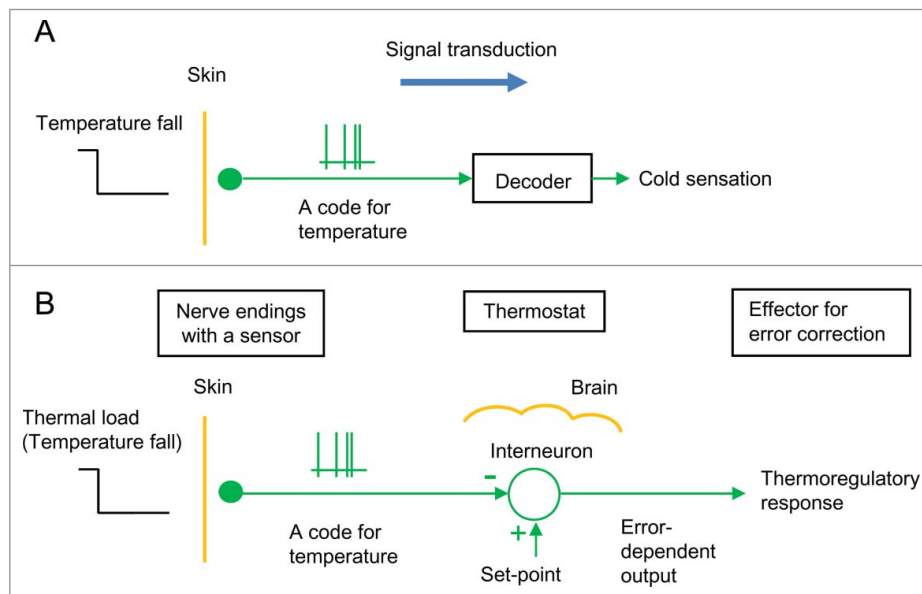 A
Signal transduction
Skin
Temperature fall
Decoder
Cold sensation
A code for
temperature
B
Nerve endings
with a sensor
Thermostat
Effector for
error correction
Skin
Brain
Thermal load
(Temperature fall)
Interneuron
-
Thermoregulatory
response
A code for
temperature
+
Error-
dependent
output
Set-point